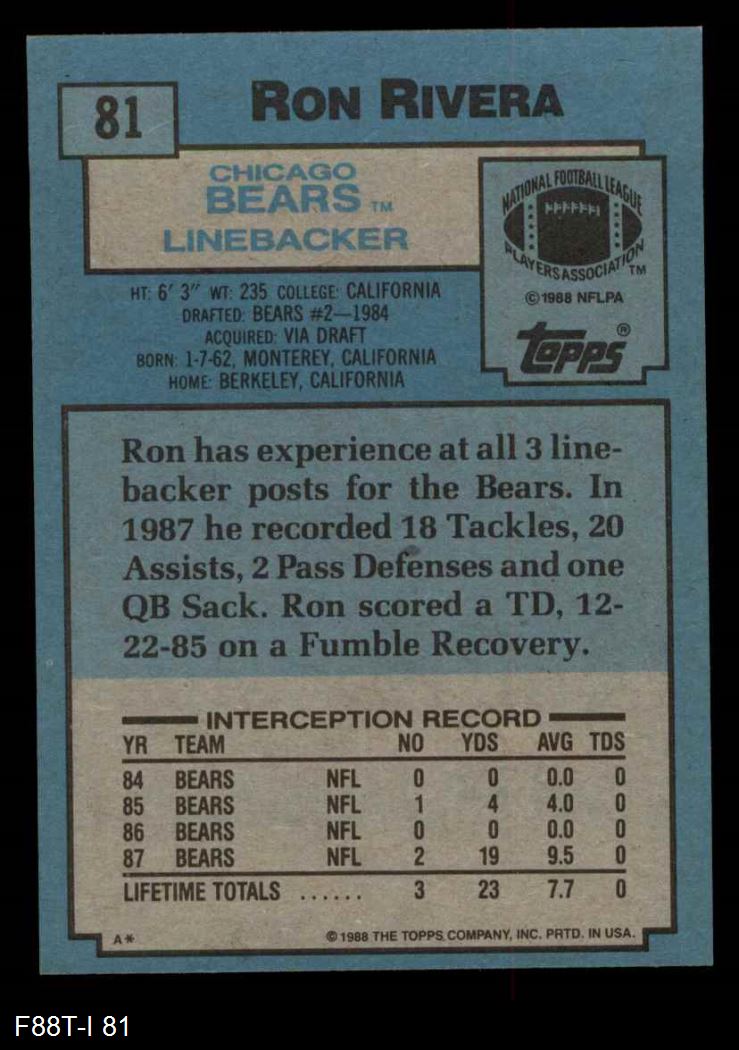 81
RON RIVERA
CHICAGO
BEARS TM
LINEBACKER
NATIONAL FOOTBALL LEAGUE
PLAYERS ASSOCIATION TM
© 1988 NFLPA
Topps ®
HT: 6' 3" WT: 235 COLLEGE: CALIFORNIA
DRAFTED: BEARS #2—1984
ACQUIRED: VIA DRAFT
BORN: 1-7-62, MONTEREY, CALIFORNIA
HOME: BERKELEY, CALIFORNIA
Ron has experience at all 3 line-
backer posts for the Bears. In
1987 he recorded 18 Tackles, 20
Assists, 2 Pass Defenses and one
QB Sack. Ron scored a TD, 12-
22-85 on a Fumble Recovery.
INTERCEPTION RECORD
YR TEAM NO YDS AVG TDS
84 BEARS NFL 0 0 0.0 0
85 BEARS NFL 1 4 4.0 0
86 BEARS NFL 0 0 0.0 0
87 BEARS NFL 2 19 9.5 0
LIFETIME TOTALS ...... 3 23 7.7 0
A* © 1988 THE TOPPS COMPANY, INC. PRTD. IN USA.
F88T-I 81